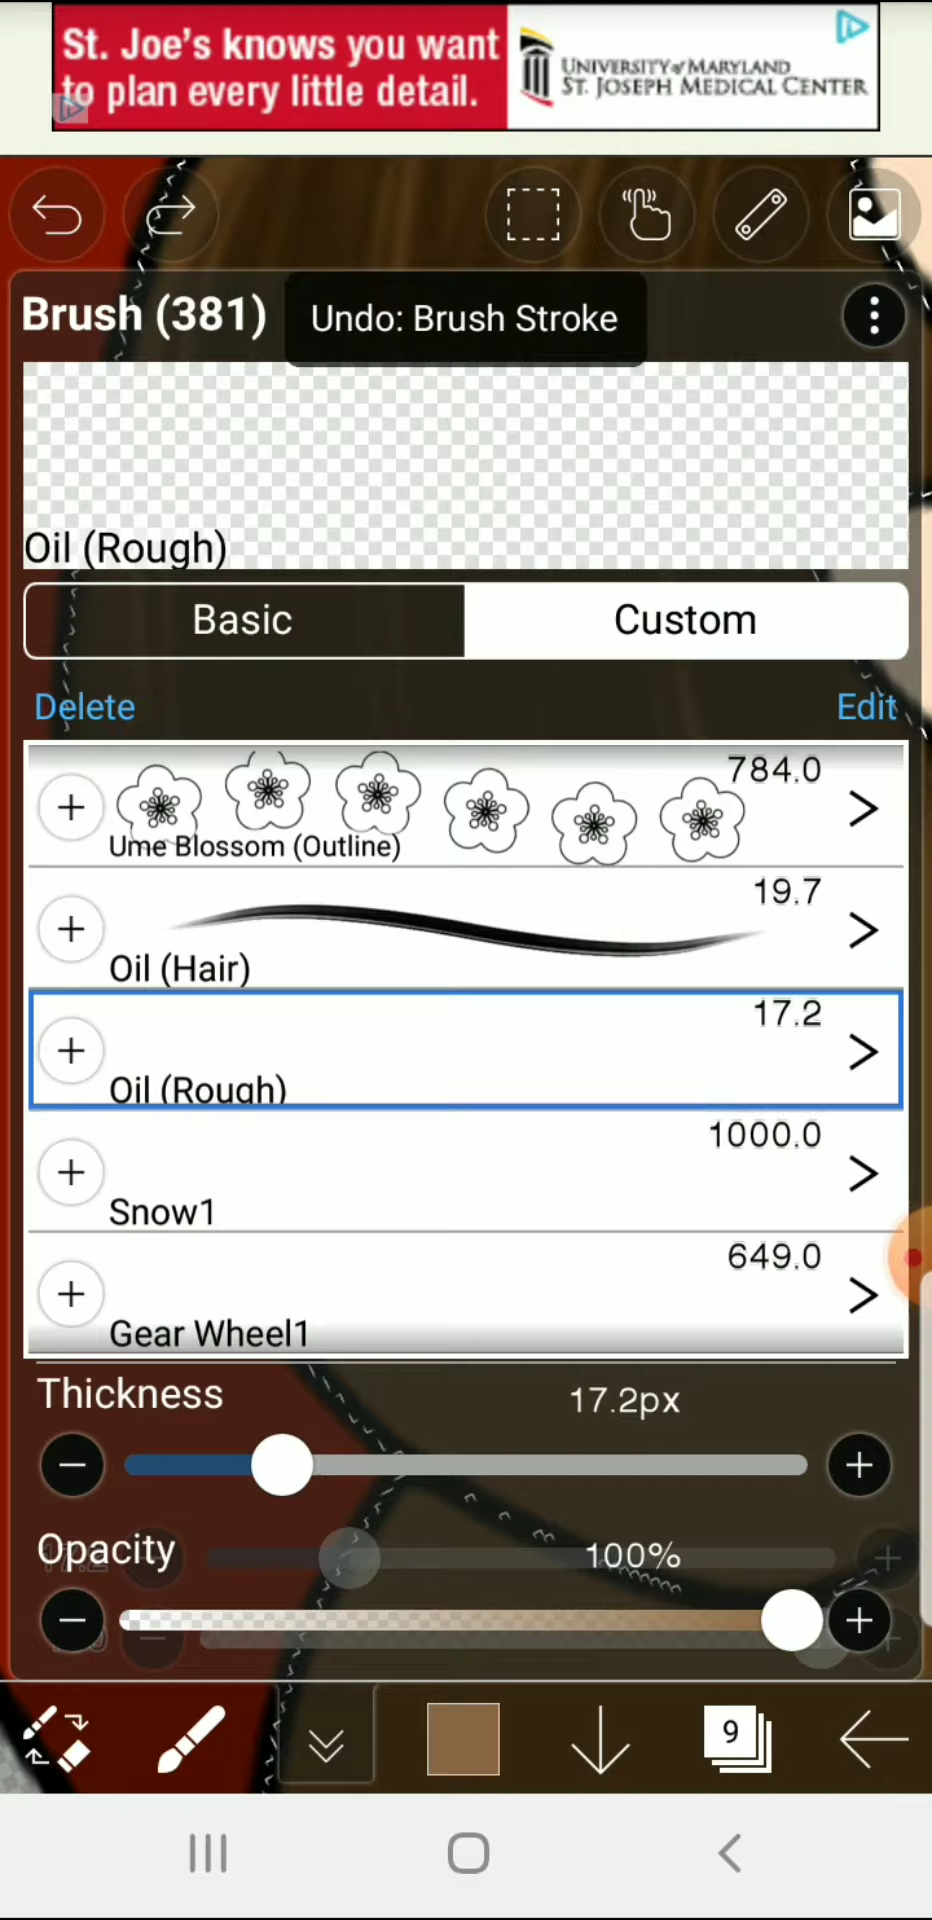 St. Joe's knows you want
to plan every little detail.
UNIVERSITY of MARYLAND
ST. JOSEPH MEDICAL CENTER
Brush (381)
Undo: Brush Stroke
Oil (Rough)
Basic
Custom
Delete
Edit
784.0
Ume Blossom (Outline)
19.7
Oil (Hair)
17.2
Oil (Rough)
1000.0
Snow1
649.0
Gear Wheel1
Thickness
17.2px
Opacity
100%
9